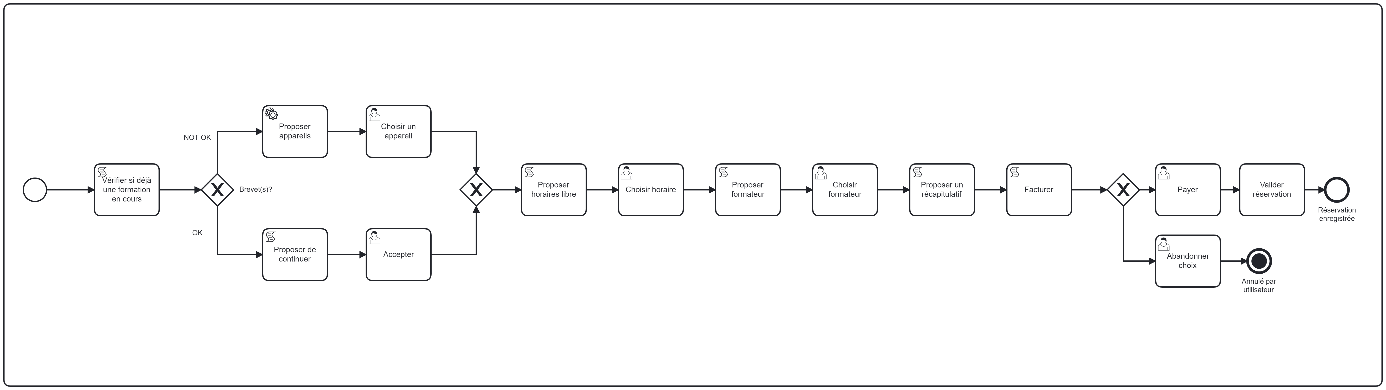 NOT OK
Proposer
appareils
Choisir un
appareil
Vérifier si déjà
une formation
en cours
Brevet(s)?
OK
Proposer de
continuer
Accepter
Proposer
horaires libre
Choisir horaire
Proposer
formateur
Choisir
formateur
Proposer un
récapitulatif
Facturer
Payer
Valider
réservation
Réservation
enregistrée
Abandonner
choix
Annulé par
utilisateur